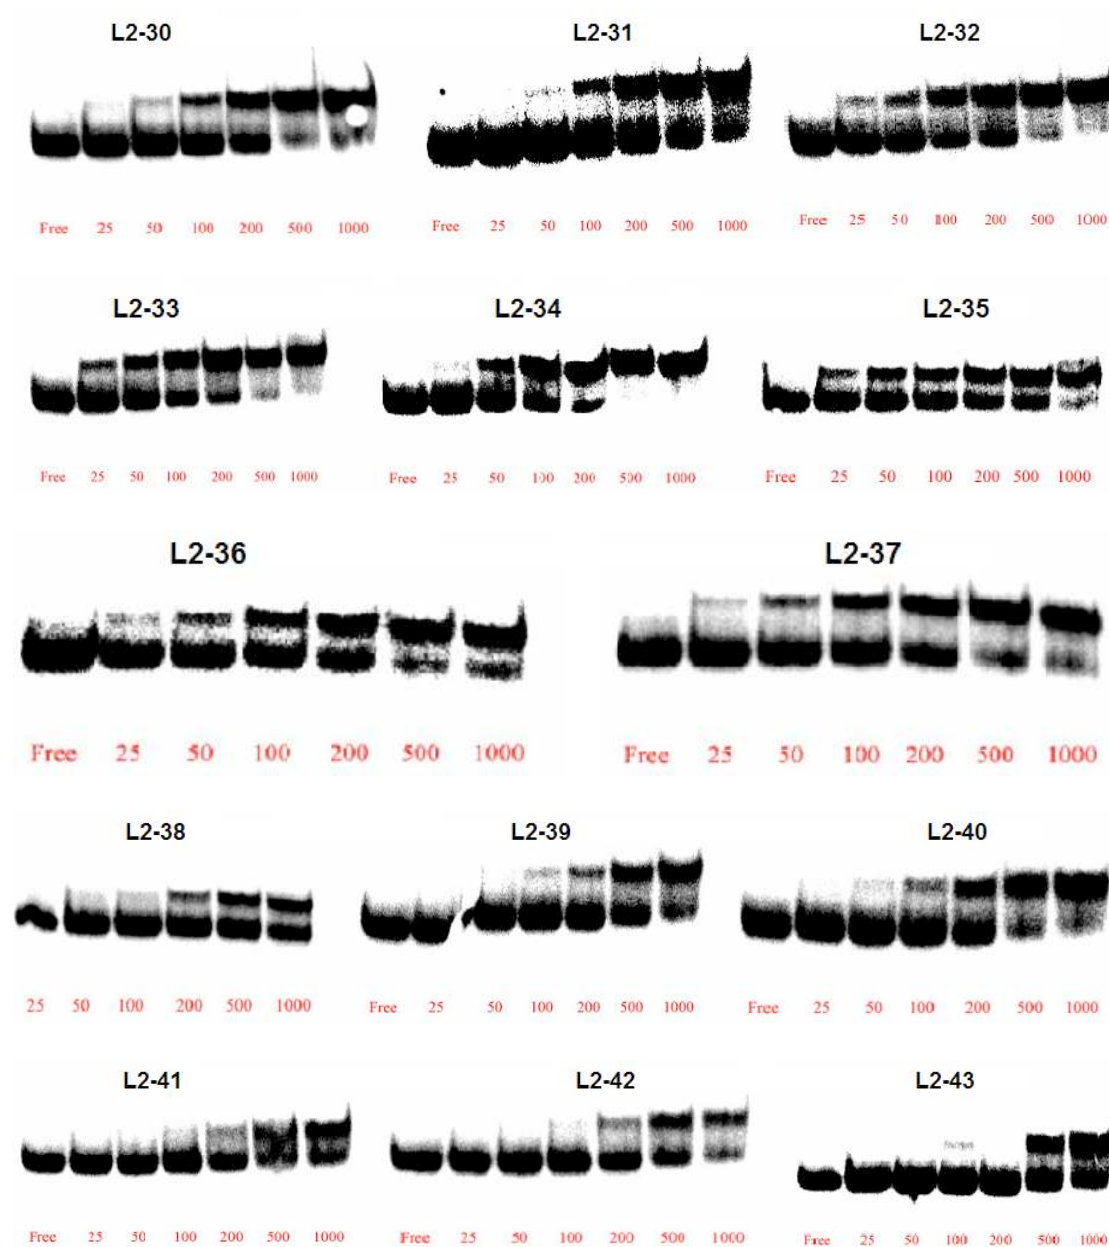 L2-30 L2-31 L2-32
Free 25 50 100 200 500 1000 Free 25 50 100 200 500 1000 Free 25 50 100 200 500 1000
L2-33 L2-34 L2-35
Free 25 50 100 200 500 1000 Free 25 50 100 200 500 1000 Free 25 50 100 200 500 1000
L2-36 L2-37
Free 25 50 100 200 500 1000 Free 25 50 100 200 500 1000
L2-38 L2-39 L2-40
25 50 100 200 500 1000 Free 25 50 100 200 500 1000 Free 25 50 100 200 500 1000
L2-41 L2-42 L2-43
Free 25 50 100 200 500 1000 Free 25 50 100 200 500 1000 Free 25 50 100 200 500 1000